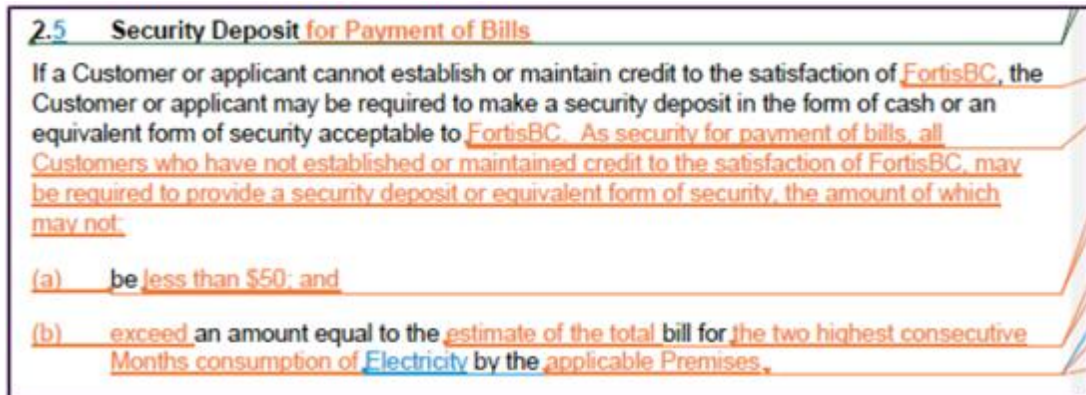 2.5 Security Deposit for Payment of Bills
If a Customer or applicant cannot establish or maintain credit to the satisfaction of FortisBC, the
Customer or applicant may be required to make a security deposit in the form of cash or an
equivalent form of security acceptable to FortisBC. As security for payment of bills, all
Customers who have not established or maintained credit to the satisfaction of FortisBC, may
be required to provide a security deposit or equivalent form of security, the amount of which
may not:
(a) be less than $50; and
(b) exceed an amount equal to the estimate of the total bill for the two highest consecutive
Months consumption of Electricity by the applicable Premises.